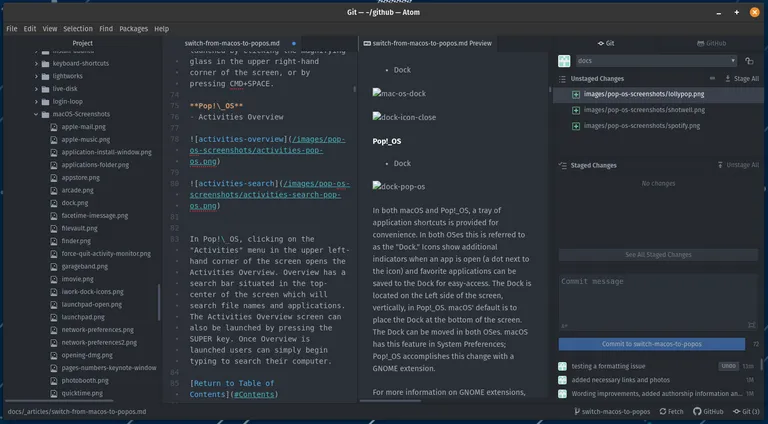 Git — ~/github — Atom
File Edit View Selection Find Packages Help
Project
keyboard-shortcuts
lightworks
live-disk
login-loop
macOS-Screenshots
apple-mail.png
apple-music.png
application-install-window.png
applications-folder.png
appstore.png
arcade.png
dock.png
facetime-imessage.png
filevault.png
finder.png
force-quit-activity-monitor.png
garageband.png
imovie.png
iwork-dock-icons.png
launchpad-open.png
launchpad.png
network-preferences.png
network-preferences2.png
opening-dmg.png
pages-numbers-keynote-window
photobooth.png
quicktime.png
switch-from-macos-to-popos.md
launched by clicking the magnifying
glass in the upper right-hand
corner of the screen, or by
pressing CMD+SPACE.
74
75 **Pop!\_OS**
76 - Activities Overview
77
78 ![activities-overview](/images/pop-
os-screenshots/activities-pop-
os.png)
79
80 ![activities-search](/images/pop-os-
screenshots/activities-search-pop-
os.png)
81
82
83 In Pop!\_OS, clicking on the
"Activities" menu in the upper left-
hand corner of the screen opens the
Activities Overview. Overview has a
search bar situated in the top-
center of the screen which will
search file names and applications.
The Activities Overview screen can
also be launched by pressing the
SUPER key. Once Overview is
launched users can simply begin
typing to search their computer.
84
85 [Return to Table of
Contents](#Contents)
switch-from-macos-to-popos.md Preview
• Dock
mac-os-dock
dock-icon-close
Pop!_OS
• Dock
dock-pop-os
In both macOS and Pop!_OS, a tray of
application shortcuts is provided for
convenience. In both OSes this is referred to
as the "Dock." Icons show additional
indicators when an app is open (a dot next to
the icon) and favorite applications can be
saved to the Dock for easy-access. The Dock is
located on the Left side of the screen,
vertically, in Pop!_OS. macOS' default is to
place the Dock at the bottom of the screen.
The Dock can be moved in both OSes. macOS
has this feature in System Preferences;
Pop!_OS accomplishes this change with a
GNOME extension.
For more information on GNOME extensions,
Git GitHub
docs
Unstaged Changes Stage All
images/pop-os-screenshots/lollypop.png
images/pop-os-screenshots/shotwell.png
images/pop-os-screenshots/spotify.png
Staged Changes Unstage All
No changes
See All Staged Changes
Commit message
72
Commit to switch-macos-to-popos
testing a formatting issue Undo
added necessary links and photos 1M
Wording improvements, added authorship information an... 1M
docs/_articles/switch-from-macos-to-popos.md switch-macos-to-popos Fetch GitHub Git (3)